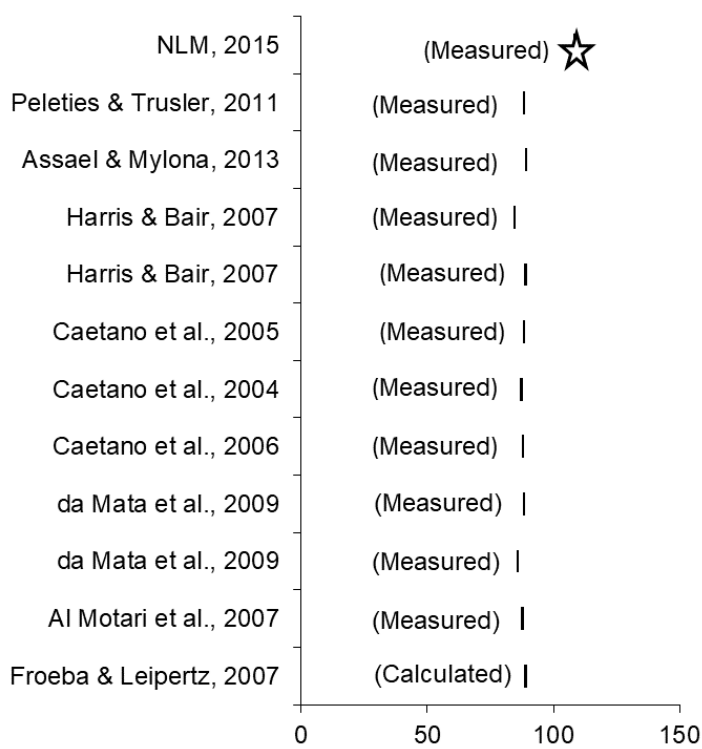 NLM, 2015 (Measured)
Peleties & Trusler, 2011 (Measured)
Assael & Mylona, 2013 (Measured)
Harris & Bair, 2007 (Measured)
Harris & Bair, 2007 (Measured)
Caetano et al., 2005 (Measured)
Caetano et al., 2004 (Measured)
Caetano et al., 2006 (Measured)
da Mata et al., 2009 (Measured)
da Mata et al., 2009 (Measured)
Al Motari et al., 2007 (Measured)
Froeba & Leipertz, 2007 (Calculated)
0 50 100 150